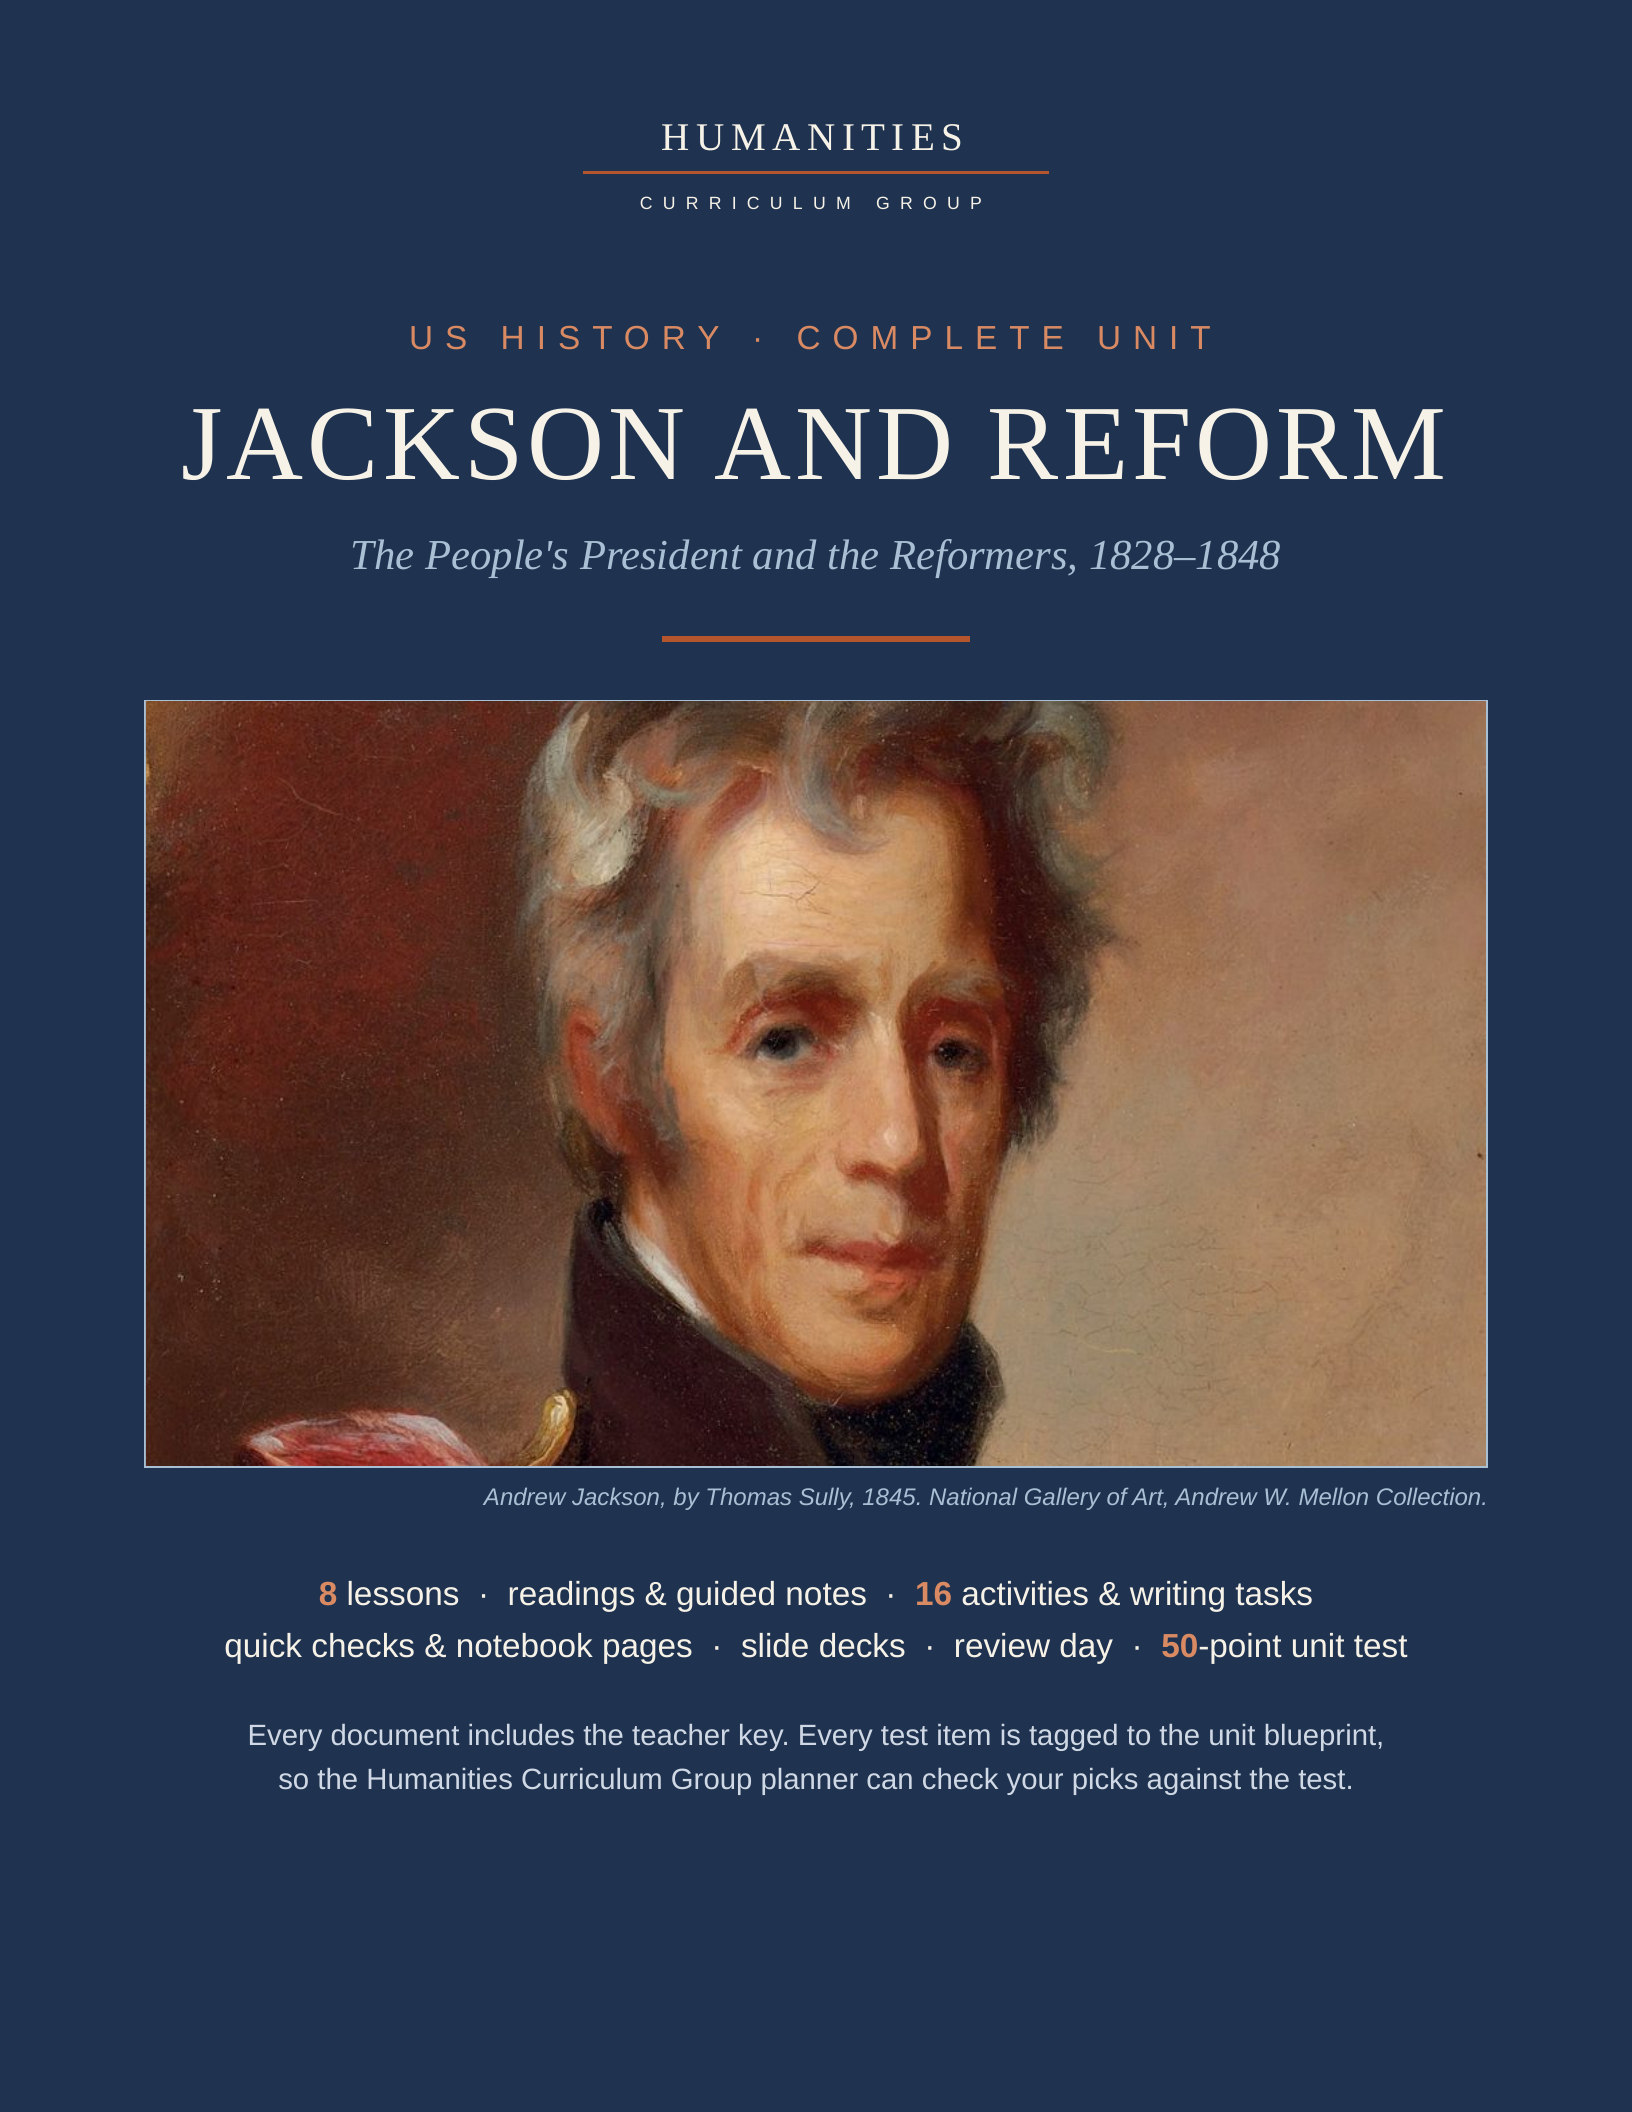 HUMANITIES
CURRICULUM GROUP
US HISTORY · COMPLETE UNIT
JACKSON AND REFORM
The People's President and the Reformers, 1828–1848
Andrew Jackson, by Thomas Sully, 1845. National Gallery of Art, Andrew W. Mellon Collection.
8 lessons · readings & guided notes · 16 activities & writing tasks
quick checks & notebook pages · slide decks · review day · 50-point unit test
Every document includes the teacher key. Every test item is tagged to the unit blueprint,
so the Humanities Curriculum Group planner can check your picks against the test.